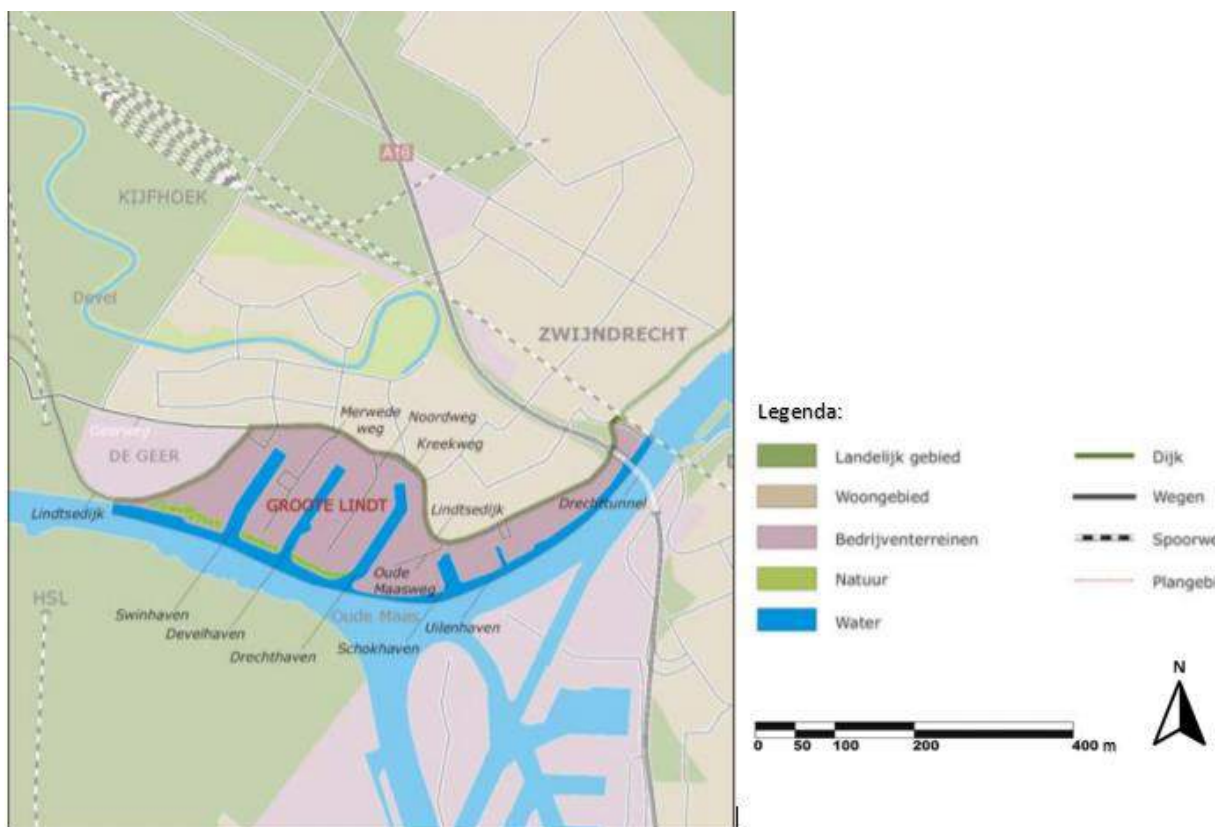 A16
KIJFHOEK
Devel
ZWIJNDRECHT
Merwede
weg
Noordweg
Kreekweg
Geerweg
DE GEER
GROOTE LINDT
Lindtsedijk
Lindtsedijk
Drechttunnel
Oude
Maasweg
HSL
Swinhaven
Oude Maas
Uilenhaven
Develhaven
Schokhaven
Drechthaven
Legenda:
Landelijk gebied
Dijk
Woongebied
Wegen
Bedrijventerreinen
Spoorwe
Natuur
Plangebi
Water
N
0 50 100 200 400 m